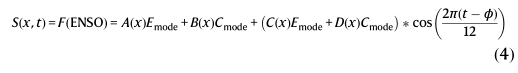 S(x, t) = F(ENSO) = A(x)E_mode + B(x)C_mode + (C(x)E_mode + D(x)C_mode) * cos(2π(t − ϕ)/12)
(4)